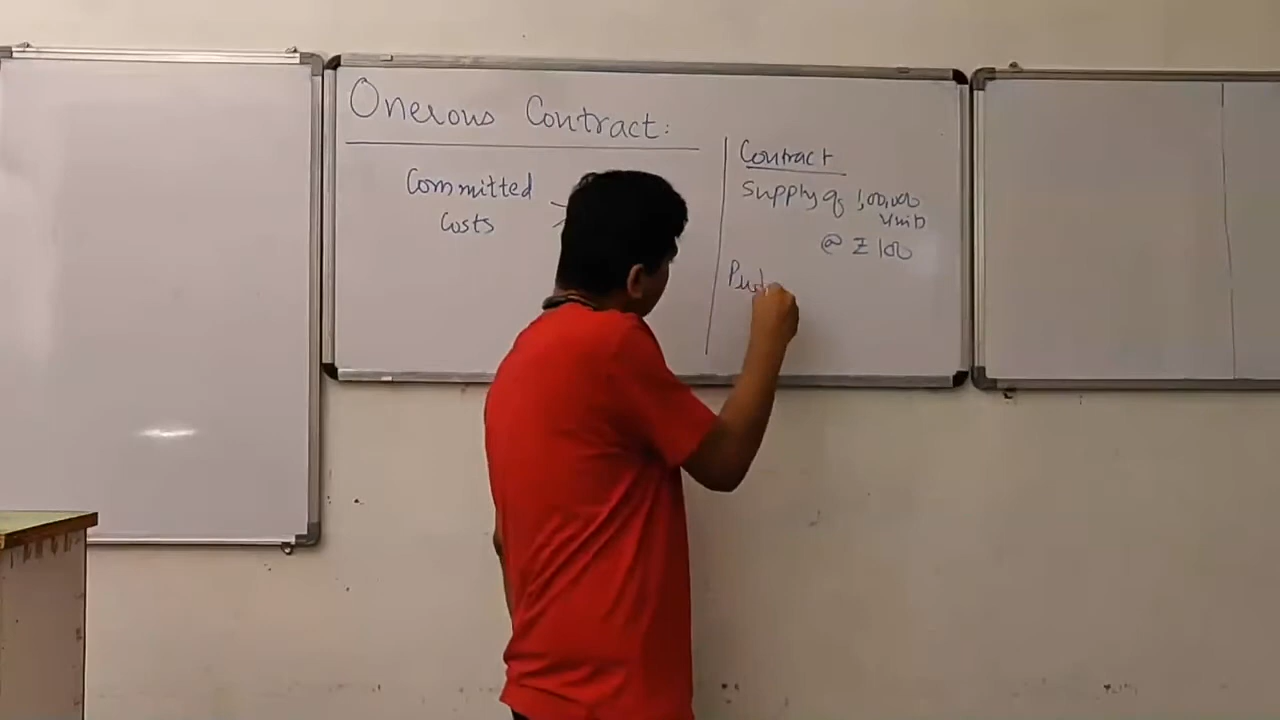 Onerous Contract:
Committed
Costs
Contract
Supply of 1,00,000
units
@ ₹ 100